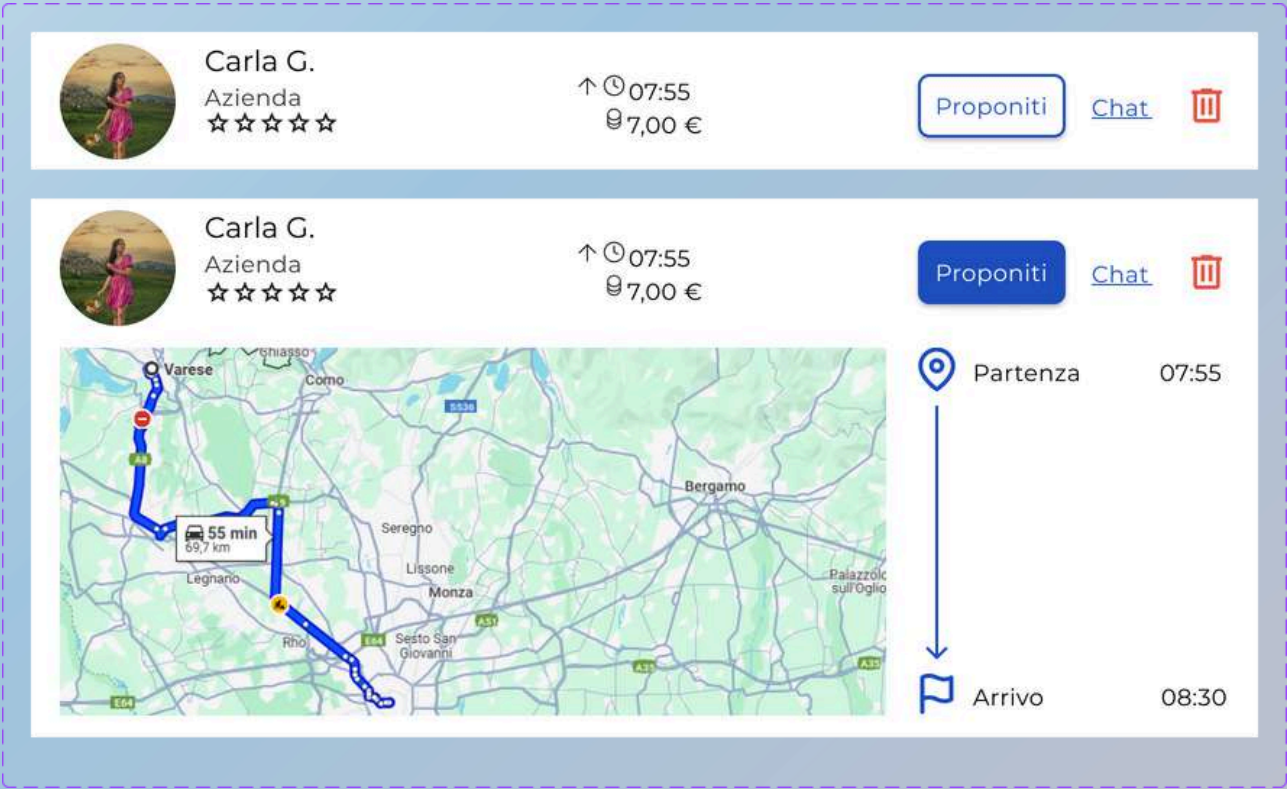 Carla G.
Azienda
07:55
7,00 €
Proponiti
Chat
Carla G.
Azienda
07:55
7,00 €
Proponiti
Chat
Varese
Chiasso
Como
SS36
A8
A9
Bergamo
55 min
69,7 km
Seregno
Legnano
Lissone
Monza
Palazzolo
sull'Oglio
A51
Rho
E64
Sesto San
Giovanni
A35
A35
E64
Partenza 07:55
Arrivo 08:30